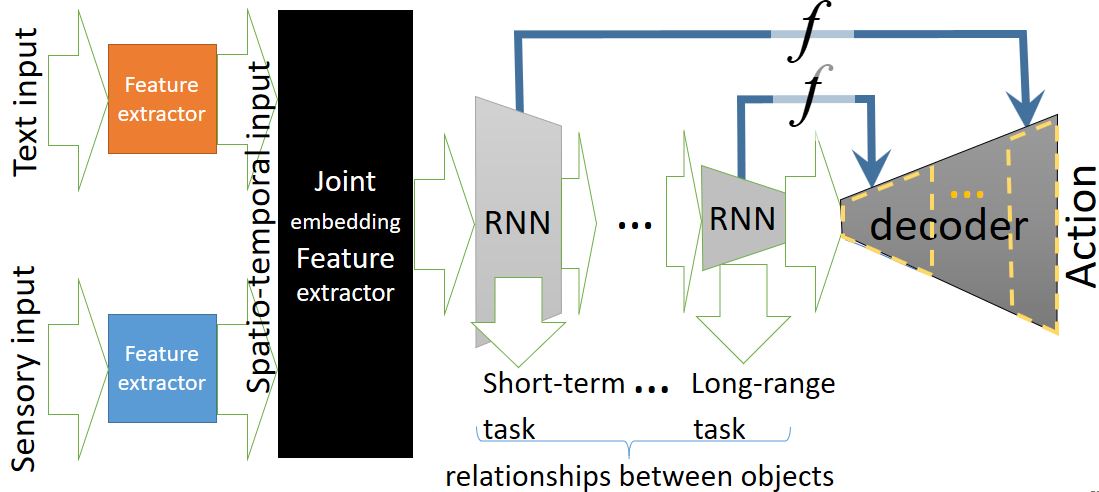 Text input
Feature
extractor
Sensory input
Feature
extractor
Spatio-temporal input
Joint
embedding
Feature
extractor
RNN
...
RNN
f
f
...
decoder
Action
Short-term ... Long-range
task task
relationships between objects